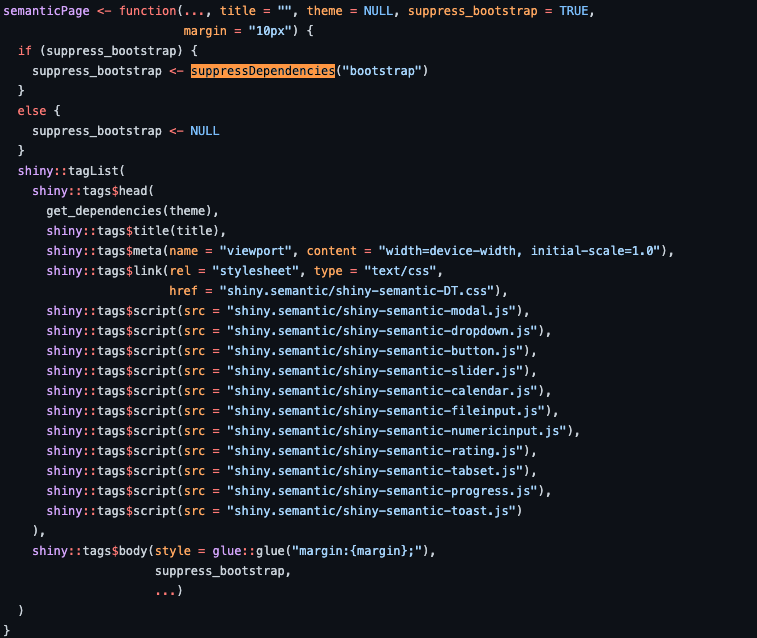 semanticPage <- function(..., title = "", theme = NULL, suppress_bootstrap = TRUE,
                         margin = "10px") {
  if (suppress_bootstrap) {
    suppress_bootstrap <- suppressDependencies("bootstrap")
  }
  else {
    suppress_bootstrap <- NULL
  }
  shiny::tagList(
    shiny::tags$head(
      get_dependencies(theme),
      shiny::tags$title(title),
      shiny::tags$meta(name = "viewport", content = "width=device-width, initial-scale=1.0"),
      shiny::tags$link(rel = "stylesheet", type = "text/css",
                       href = "shiny.semantic/shiny-semantic-DT.css"),
      shiny::tags$script(src = "shiny.semantic/shiny-semantic-modal.js"),
      shiny::tags$script(src = "shiny.semantic/shiny-semantic-dropdown.js"),
      shiny::tags$script(src = "shiny.semantic/shiny-semantic-button.js"),
      shiny::tags$script(src = "shiny.semantic/shiny-semantic-slider.js"),
      shiny::tags$script(src = "shiny.semantic/shiny-semantic-calendar.js"),
      shiny::tags$script(src = "shiny.semantic/shiny-semantic-fileinput.js"),
      shiny::tags$script(src = "shiny.semantic/shiny-semantic-numericinput.js"),
      shiny::tags$script(src = "shiny.semantic/shiny-semantic-rating.js"),
      shiny::tags$script(src = "shiny.semantic/shiny-semantic-tabset.js"),
      shiny::tags$script(src = "shiny.semantic/shiny-semantic-progress.js"),
      shiny::tags$script(src = "shiny.semantic/shiny-semantic-toast.js")
    ),
    shiny::tags$body(style = glue::glue("margin:{margin};"),
                     suppress_bootstrap,
                     ...)
  )
}